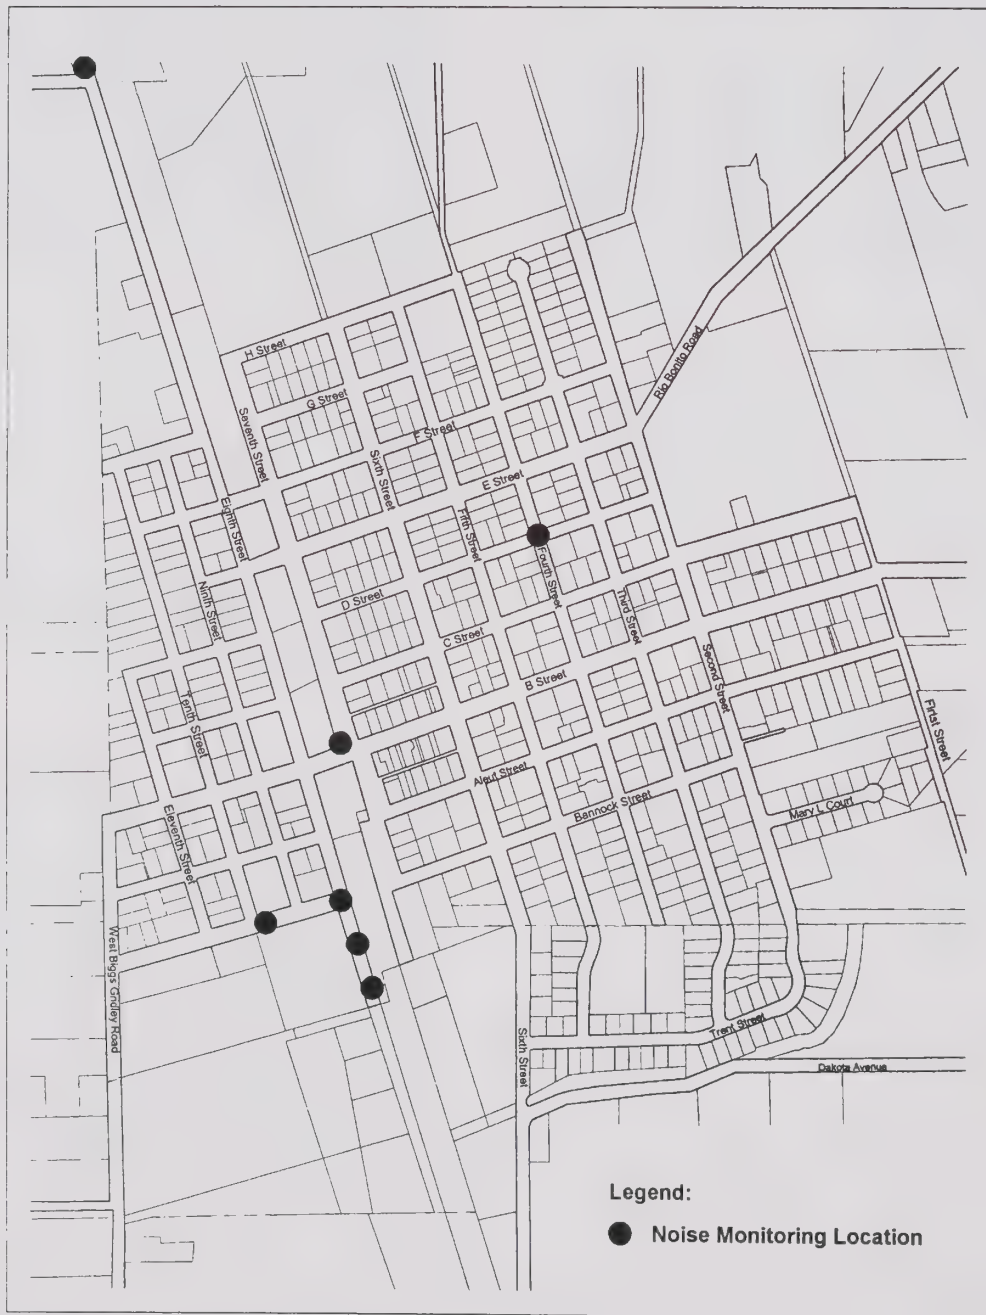 H Street
G Street
Seventh Street
F Street
Rio Bonito Road
Sixth Street
E Street
Eighth Street
Fifth Street
Fourth Street
Ninth Street
D Street
Third Street
C Street
Second Street
B Street
Tenth Street
Firtst Street
Aleut Street
Bannock Street
Mary L Court
Eleventh Street
West Biggs Gridley Road
Trent Street
Sixth Street
Dakota Avenue
Legend:
Noise Monitoring Location